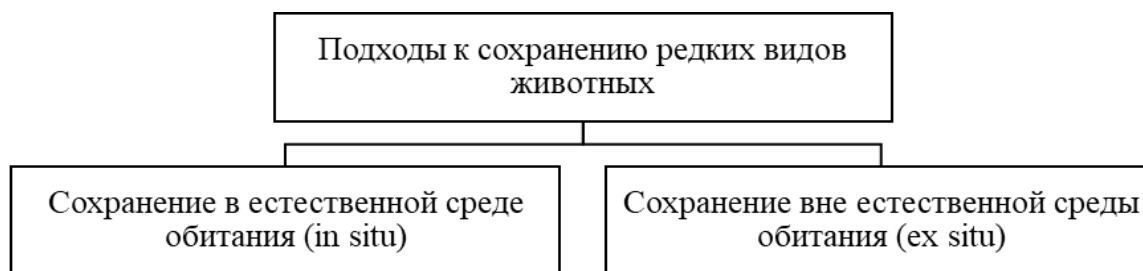 Подходы к сохранению редких видов
животных
Сохранение в естественной среде
обитания (in situ)
Сохранение вне естественной среды
обитания (ex situ)